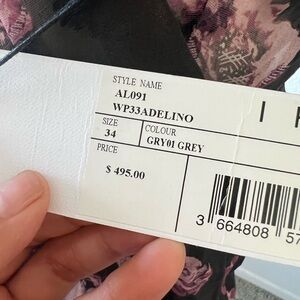 STYLE NAME
AL091
WP33ADELINO
SIZE
34
COLOUR
GRY01 GREY
PRICE
$ 495.00
I
3 664808 57